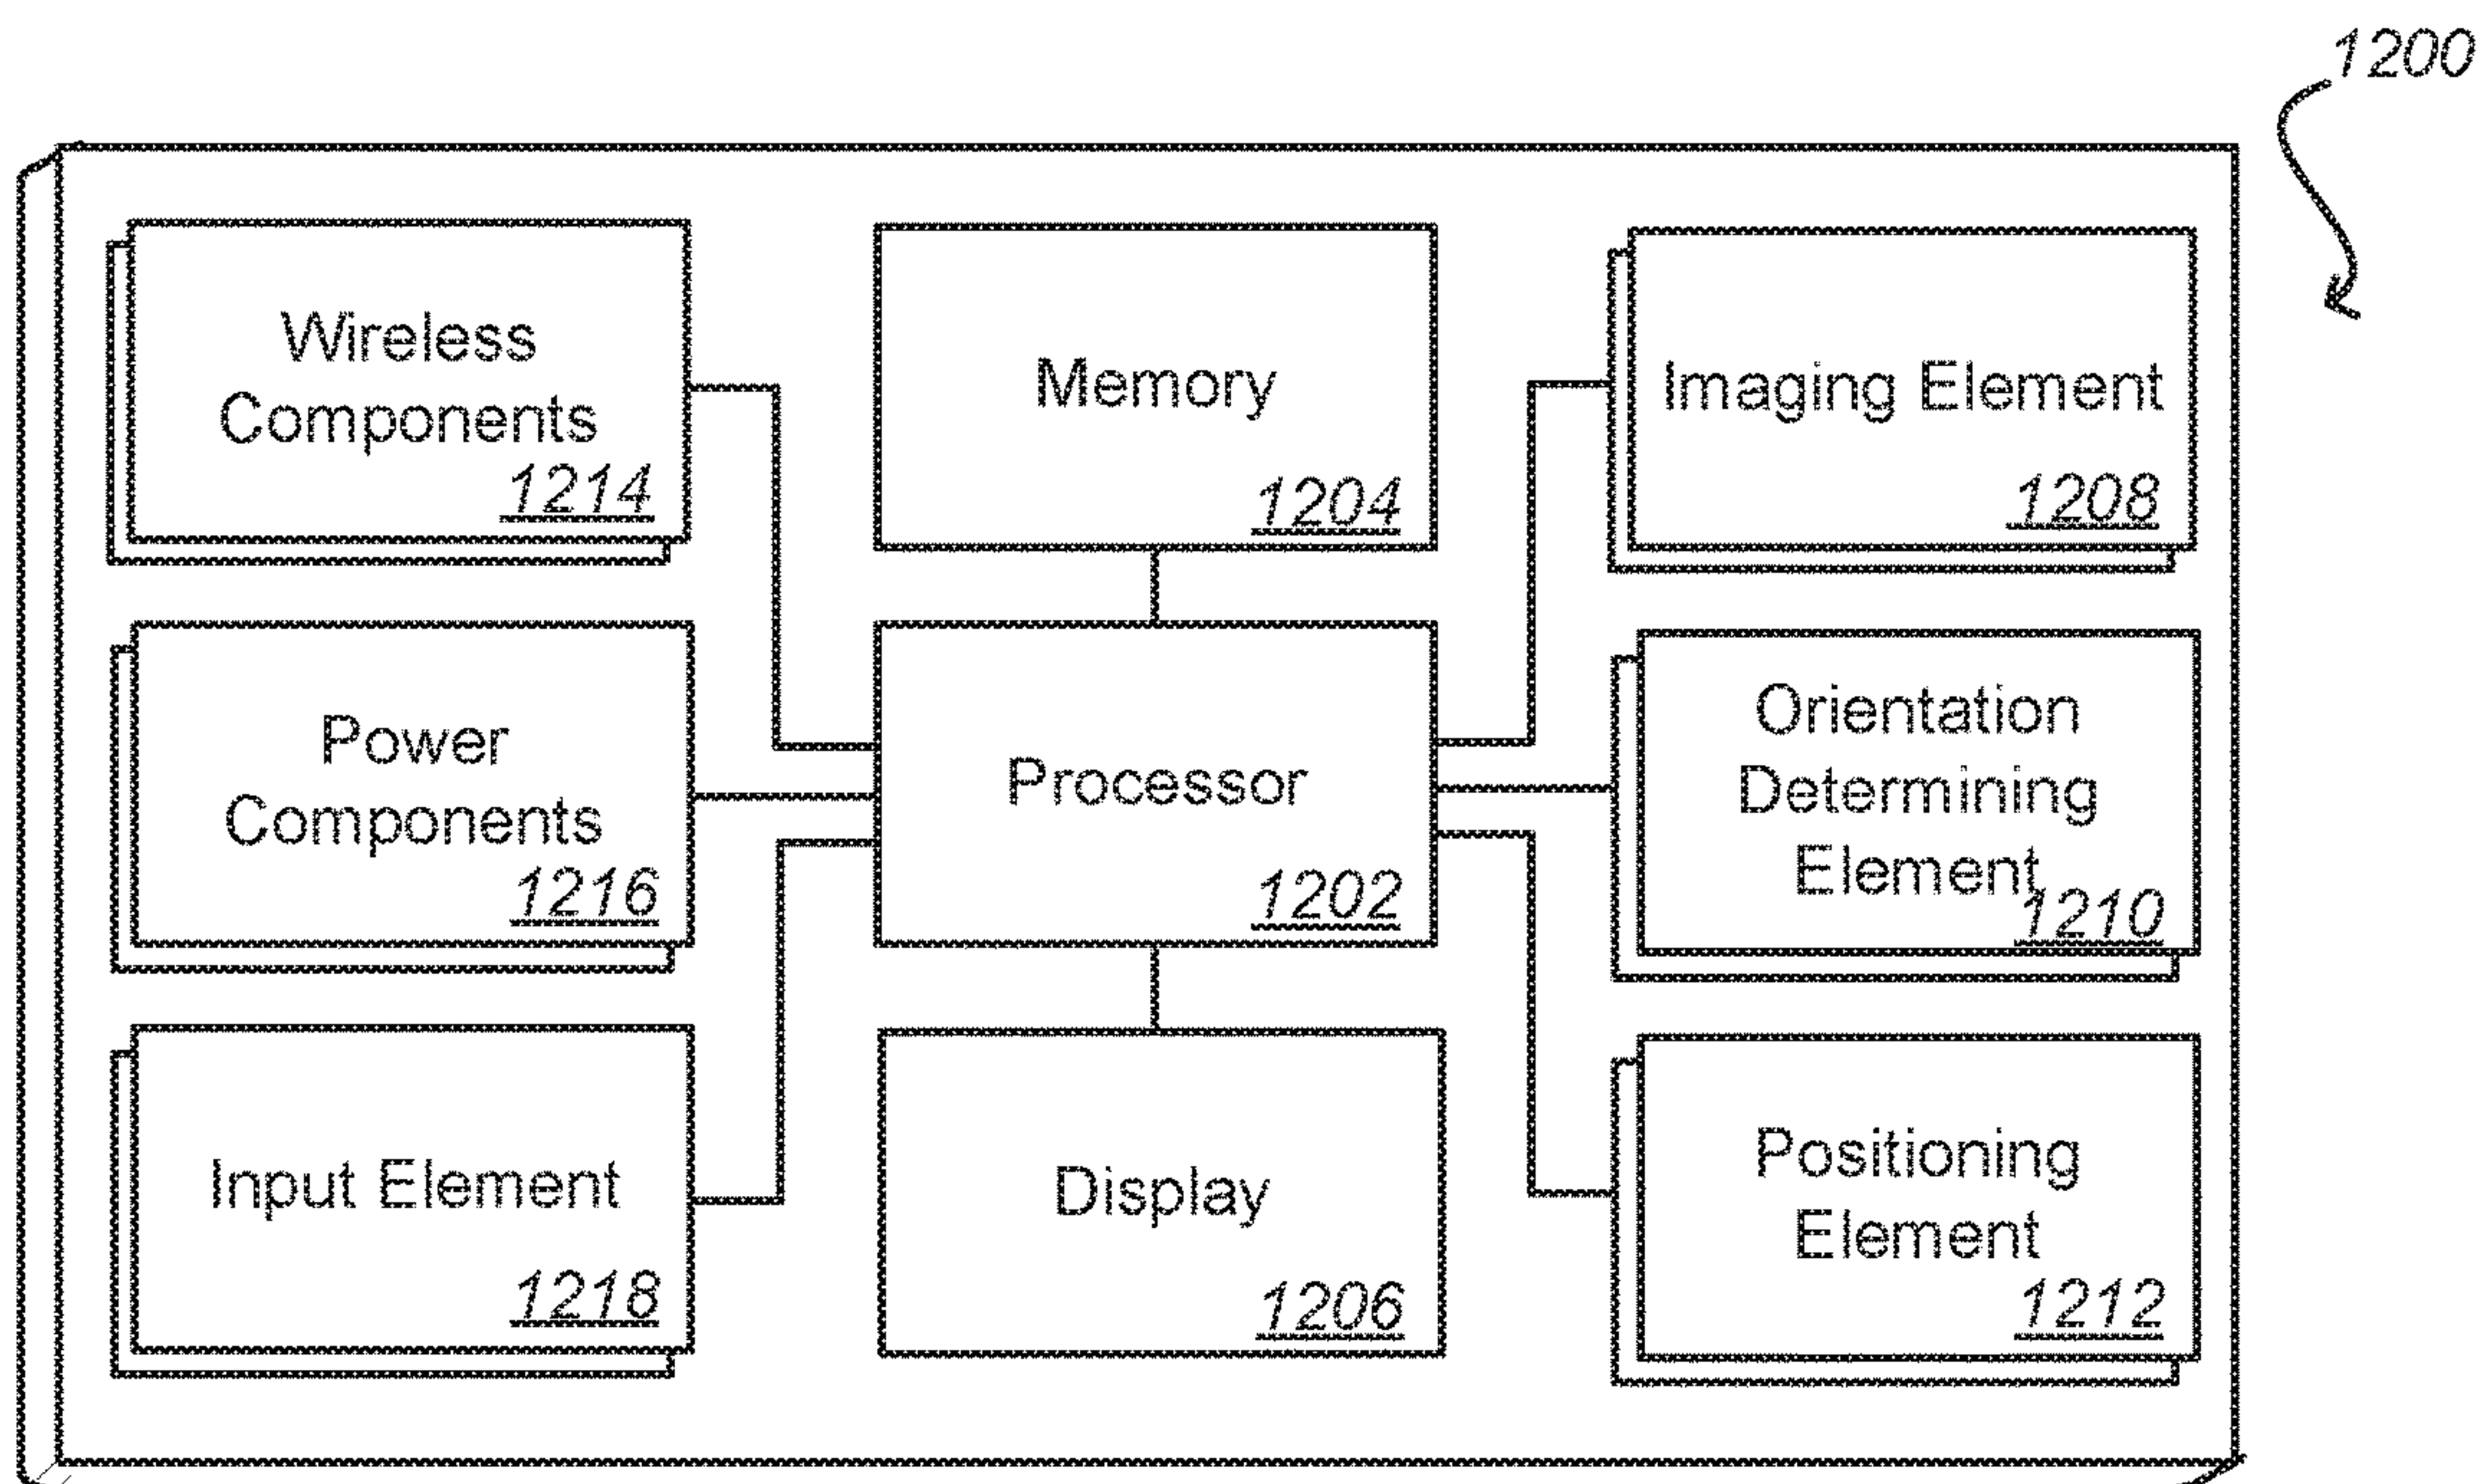 1200
Wireless
Components
1214
Memory
1204
Imaging Element
1208
Power
Components
1216
Processor
1202
Orientation
Determining
Element
1210
Input Element
1218
Display
1206
Positioning
Element
1212